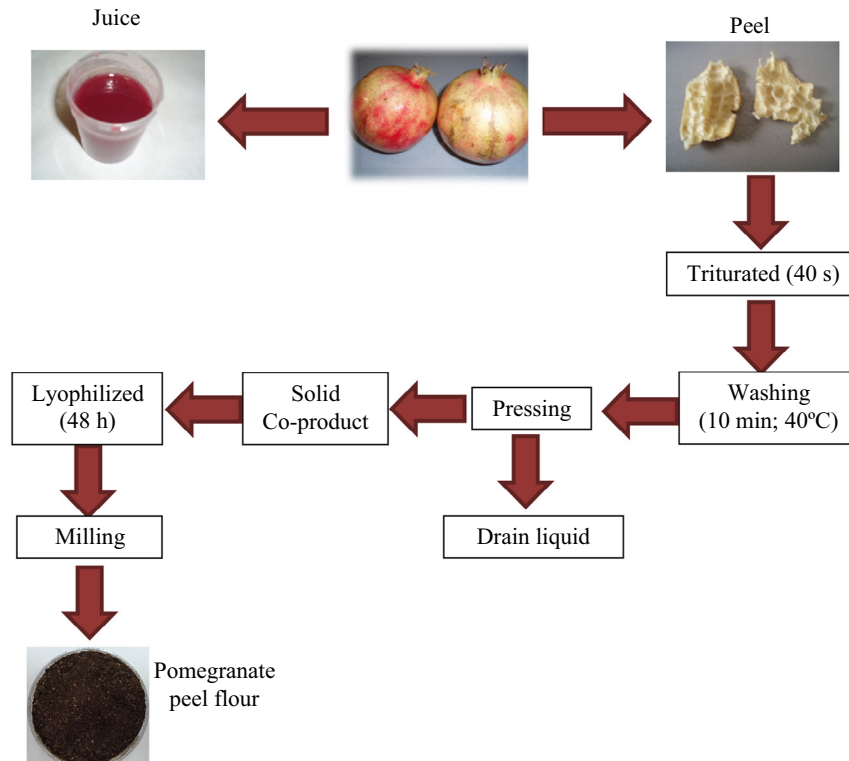 Juice
Peel
Triturated (40 s)
Washing
(10 min; 40ºC)
Pressing
Drain liquid
Solid
Co-product
Lyophilized
(48 h)
Milling
Pomegranate
peel flour